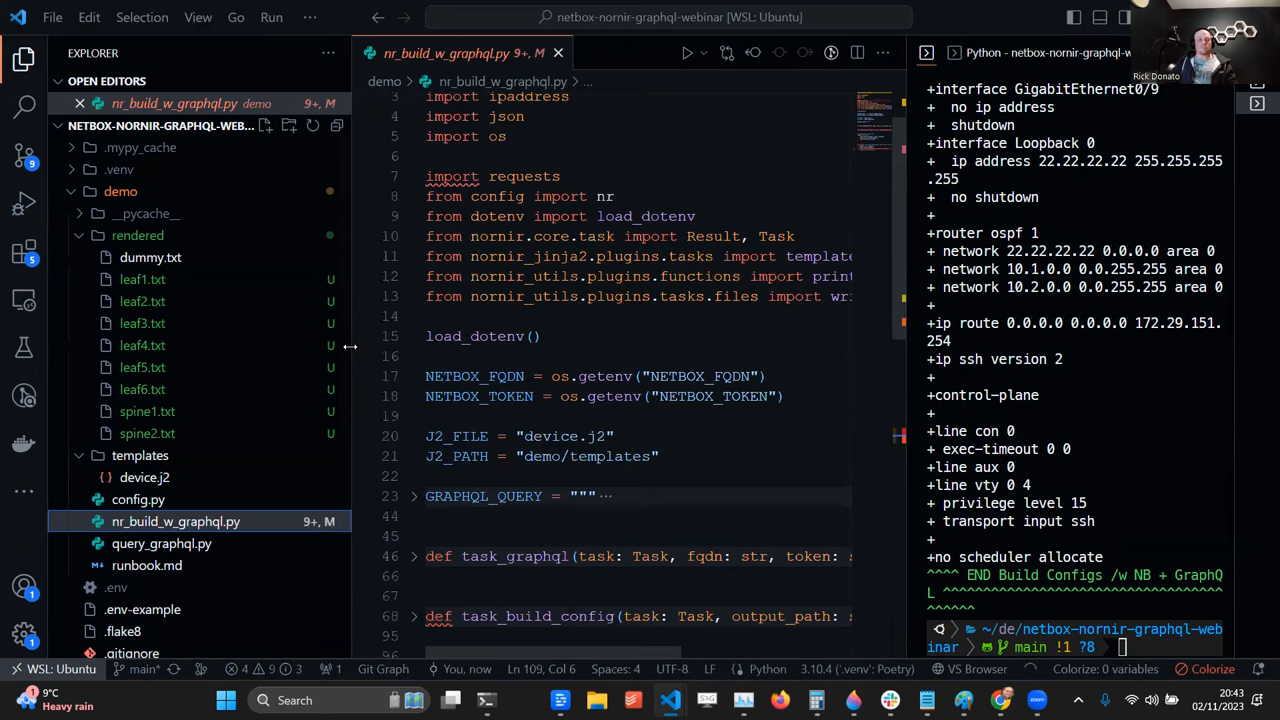 File Edit Selection View Go Run ...
netbox-nornir-graphql-webinar [WSL: Ubuntu]
Rick Donato
EXPLORER
OPEN EDITORS
nr_build_w_graphql.py demo 9+, M
NETBOX-NORNIR-GRAPHQL-WEB...
.mypy_cache
.venv
demo
__pycache__
rendered
dummy.txt
leaf1.txt U
leaf2.txt U
leaf3.txt U
leaf4.txt U
leaf5.txt U
leaf6.txt U
spine1.txt U
spine2.txt U
templates
device.j2
config.py
nr_build_w_graphql.py 9+, M
query_graphql.py
runbook.md
.env
.env-example
.flake8
.gitignore
9
5
1
1
nr_build_w_graphql.py 9+, M
demo > nr_build_w_graphql.py > ...
3 import ipaddress
4 import json
5 import os
6
7 import requests
8 from config import nr
9 from dotenv import load_dotenv
10 from nornir.core.task import Result, Task
11 from nornir_jinja2.plugins.tasks import template
12 from nornir_utils.plugins.functions import prin
13 from nornir_utils.plugins.tasks.files import wri
14
15 load_dotenv()
16
17 NETBOX_FQDN = os.getenv("NETBOX_FQDN")
18 NETBOX_TOKEN = os.getenv("NETBOX_TOKEN")
19
20 J2_FILE = "device.j2"
21 J2_PATH = "demo/templates"
22
23 GRAPHQL_QUERY = """...
44
45
46 def task_graphql(task: Task, fqdn: str, token: s
66
67
68 def task_build_config(task: Task, output_path: s
95
96
Python - netbox-nornir-graphql-w
+interface GigabitEthernet0/9
+ no ip address
+ shutdown
+interface Loopback 0
+ ip address 22.22.22.22 255.255.255
.255
+ no shutdown
+
+router ospf 1
+ network 22.22.22.22 0.0.0.0 area 0
+ network 10.1.0.0 0.0.255.255 area 0
+ network 10.2.0.0 0.0.255.255 area 0
+
+ip route 0.0.0.0 0.0.0.0 172.29.151.
254
+ip ssh version 2
+
+control-plane
+
+line con 0
+ exec-timeout 0 0
+line aux 0
+line vty 0 4
+ privilege level 15
+ transport input ssh
+
+no scheduler allocate
^^^^ END Build Configs /w NB + GraphQ
L ^^^^^^^^^^^^^^^^^^^^^^^^^^^^^^^^^^^
^^^^^^
~/de/netbox-nornir-graphql-web
inar main !1 ?8
WSL: Ubuntu main* 4 9 3 1 Git Graph You, now Ln 109, Col 6 Spaces: 4 UTF-8 LF Python 3.10.4 ('.venv': Poetry) VS Browser Colorize: 0 variables Colorize
1 9°C
Heavy rain
Search
20:43
02/11/2023